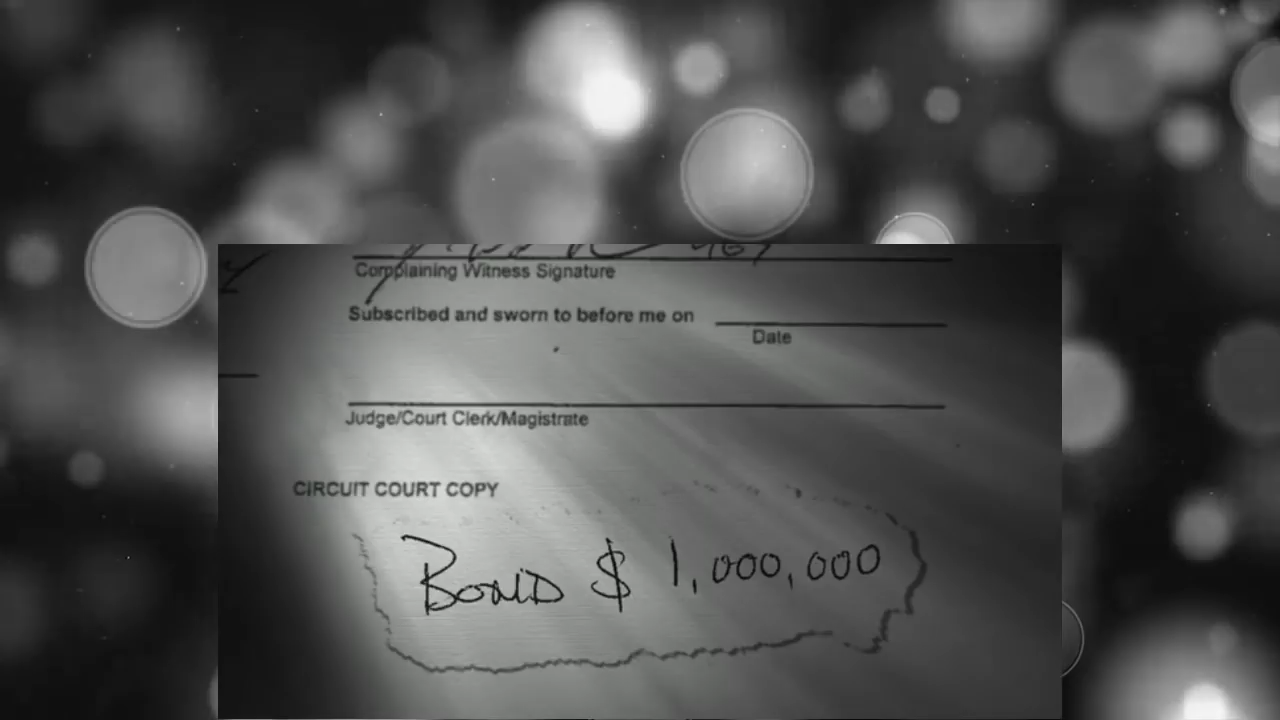 Complaining Witness Signature
Subscribed and sworn to before me on
Date
Judge/Court Clerk/Magistrate
CIRCUIT COURT COPY
Bond $ 1,000,000